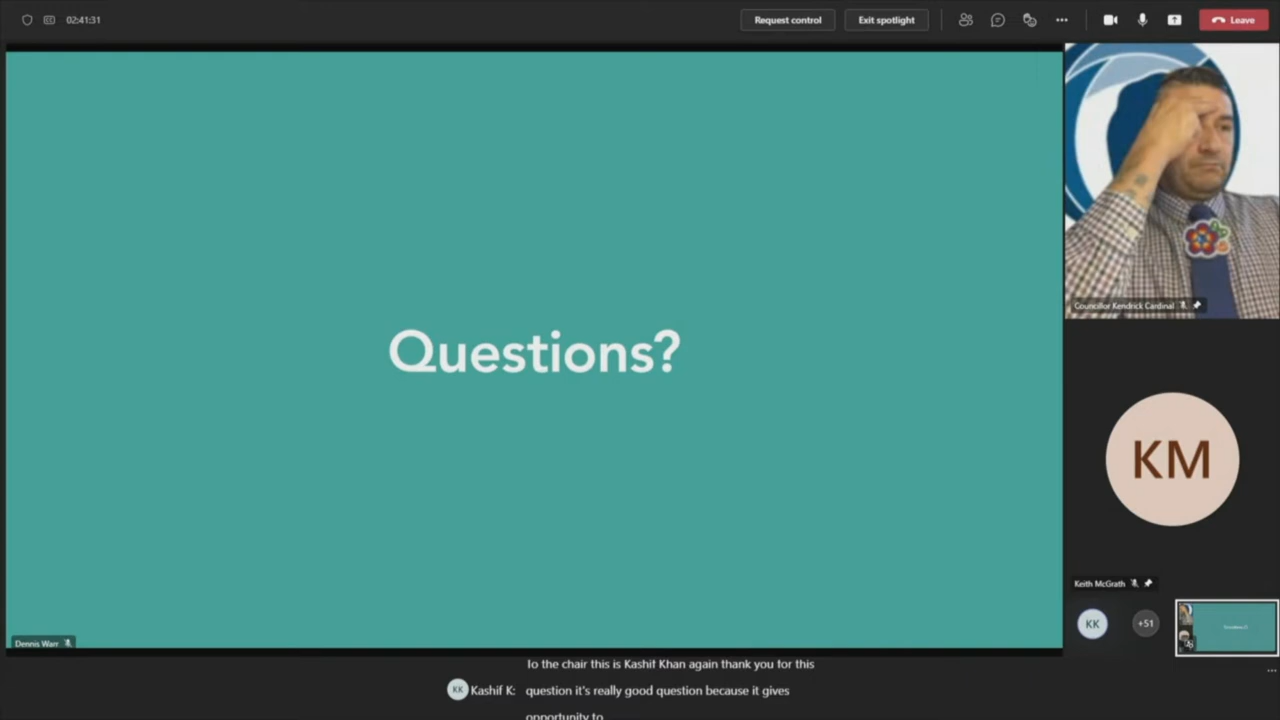 02:41:31
Request control
Exit spotlight
Leave
Questions?
Councillor Kendrick Cardinal
KM
Keith McGrath
KK
+51
Dennis Warr
To the chair this is Kashif Khan again thank you for this
KK Kashif K: question it's really good question because it gives
opportunity to